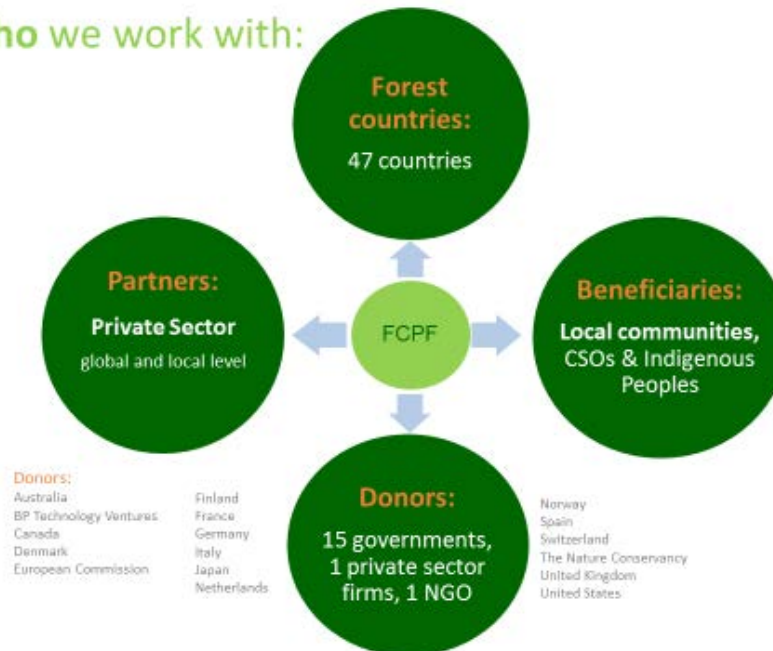 no we work with:
Forest
countries:
47 countries
Partners:
Private Sector
global and local level
FCPF
Beneficiaries:
Local communities,
CSOs & Indigenous
Peoples
Donors:
15 governments,
1 private sector
firms, 1 NGO
Donors:
Australia
BP Technology Ventures
Canada
Denmark
European Commission
Finland
France
Germany
Italy
Japan
Netherlands
Norway
Spain
Switzerland
The Nature Conservancy
United Kingdom
United States